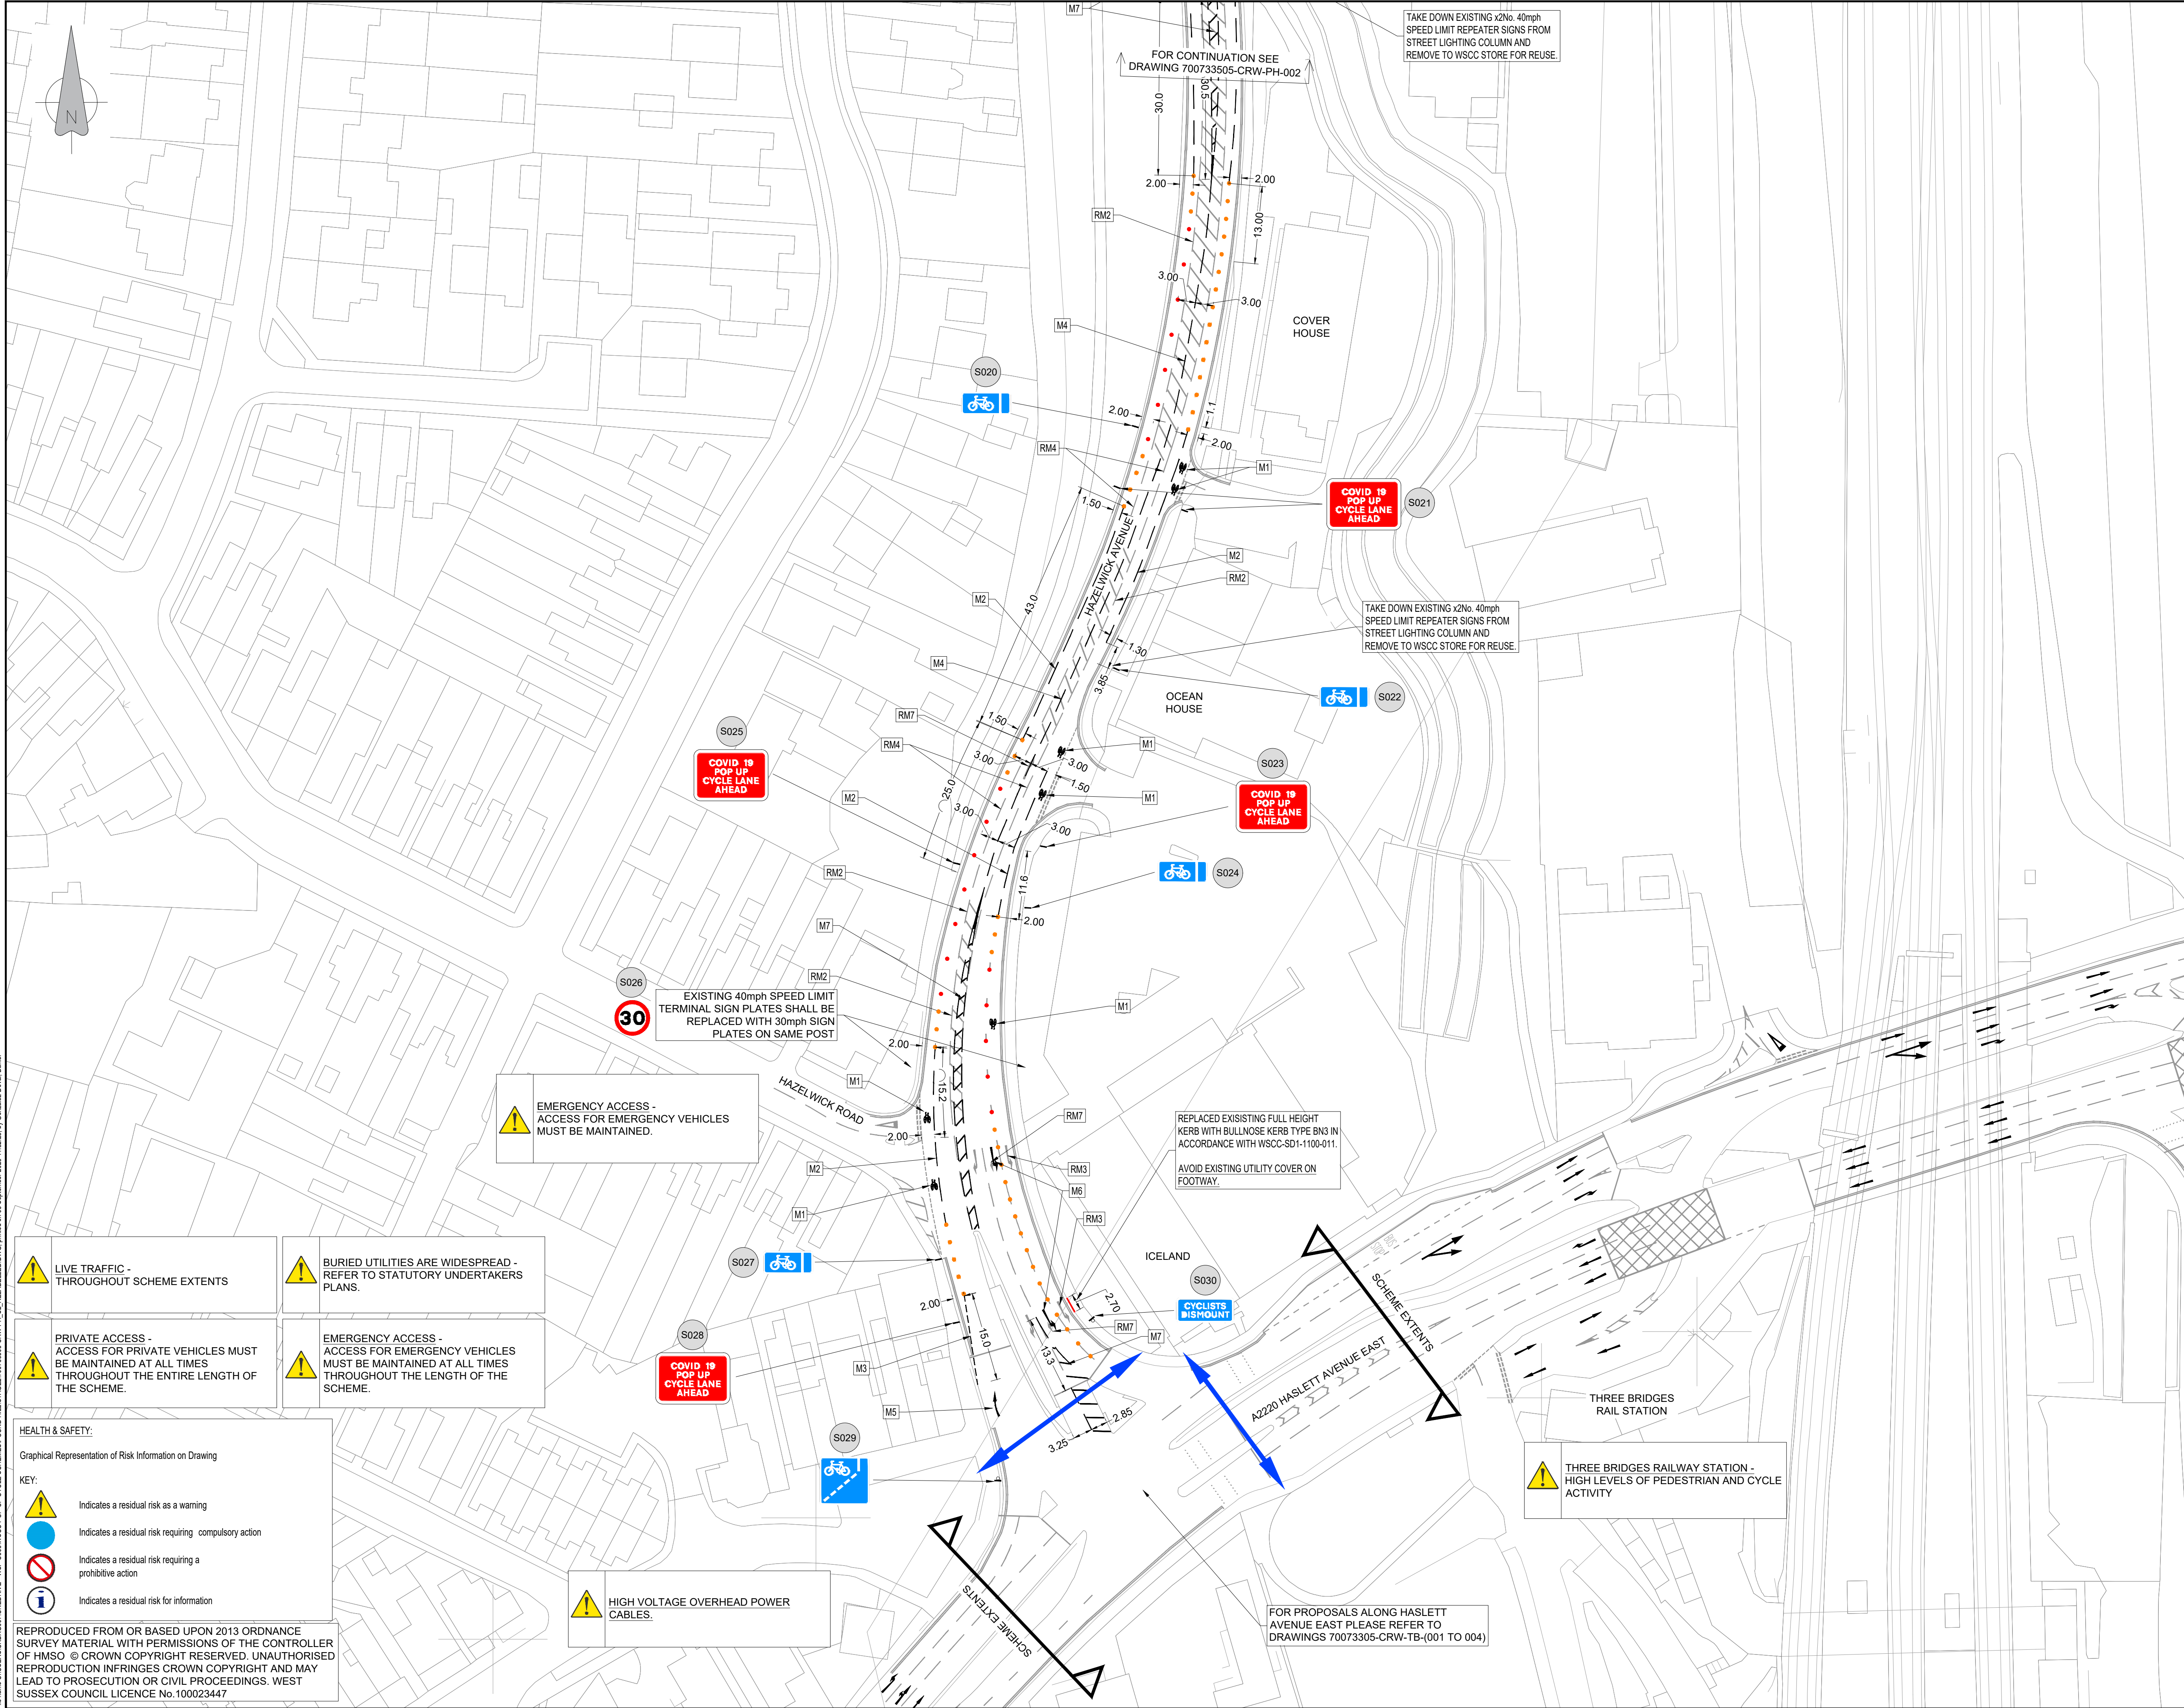 M7
TAKE DOWN EXISTING x2No. 40mph
SPEED LIMIT REPEATER SIGNS FROM
STREET LIGHTING COLUMN AND
REMOVE TO WSCC STORE FOR REUSE.
FOR CONTINUATION SEE
DRAWING 700733505-CRW-PH-002
N
30.0
30.5
2.00
2.00
RM2
13.00
3.00
3.00
COVER
HOUSE
M4
S020
2.00
1.1
2.00
RM4
M1
COVID 19
POP UP
CYCLE LANE
AHEAD
S021
1.50
HAZELWICK AVENUE
M2
RM2
M2
43.0
TAKE DOWN EXISTING x2No. 40mph
SPEED LIMIT REPEATER SIGNS FROM
STREET LIGHTING COLUMN AND
REMOVE TO WSCC STORE FOR REUSE.
1.30
M4
3.85
OCEAN
HOUSE
S022
RM7
1.50
S025
RM4
M1
COVID 19
POP UP
CYCLE LANE
AHEAD
3.00
3.00
S023
1.50
25.0
M2
M1
COVID 19
POP UP
CYCLE LANE
AHEAD
3.00
3.00
RM2
S024
11.6
2.00
M7
RM2
S026
30
EXISTING 40mph SPEED LIMIT
TERMINAL SIGN PLATES SHALL BE
REPLACED WITH 30mph SIGN
PLATES ON SAME POST
M1
2.00
M1
15.2
HAZELWICK ROAD
EMERGENCY ACCESS -
ACCESS FOR EMERGENCY VEHICLES
MUST BE MAINTAINED.
2.00
RM7
REPLACED EXISISTING FULL HEIGHT
KERB WITH BULLNOSE KERB TYPE BN3 IN
ACCORDANCE WITH WSCC-SD1-1100-011.
AVOID EXISTING UTILITY COVER ON
FOOTWAY.
M2
RM3
M6
M1
RM3
LIVE TRAFFIC -
THROUGHOUT SCHEME EXTENTS
BURIED UTILITIES ARE WIDESPREAD -
REFER TO STATUTORY UNDERTAKERS
PLANS.
S027
ICELAND
S030
CYCLISTS
DISMOUNT
2.70
2.00
SCHEME EXTENTS
PRIVATE ACCESS -
ACCESS FOR PRIVATE VEHICLES MUST
BE MAINTAINED AT ALL TIMES
THROUGHOUT THE ENTIRE LENGTH OF
THE SCHEME.
EMERGENCY ACCESS -
ACCESS FOR EMERGENCY VEHICLES
MUST BE MAINTAINED AT ALL TIMES
THROUGHOUT THE LENGTH OF THE
SCHEME.
S028
COVID 19
POP UP
CYCLE LANE
AHEAD
RM7
M7
15.0
13.3
M3
M5
A2220 HASLETT AVENUE EAST
THREE BRIDGES
RAIL STATION
2.85
3.25
S029
HEALTH & SAFETY:
Graphical Representation of Risk Information on Drawing
KEY:
Indicates a residual risk as a warning
Indicates a residual risk requiring compulsory action
Indicates a residual risk requiring a
prohibitive action
Indicates a residual risk for information
THREE BRIDGES RAILWAY STATION -
HIGH LEVELS OF PEDESTRIAN AND CYCLE
ACTIVITY
HIGH VOLTAGE OVERHEAD POWER
CABLES.
SCHEME EXTENTS
FOR PROPOSALS ALONG HASLETT
AVENUE EAST PLEASE REFER TO
DRAWINGS 70073305-CRW-TB-(001 TO 004)
REPRODUCED FROM OR BASED UPON 2013 ORDNANCE
SURVEY MATERIAL WITH PERMISSIONS OF THE CONTROLLER
OF HMSO © CROWN COPYRIGHT RESERVED. UNAUTHORISED
REPRODUCTION INFRINGES CROWN COPYRIGHT AND MAY
LEAD TO PROSECUTION OR CIVIL PROCEEDINGS. WEST
SUSSEX COUNCIL LICENCE No.100023447